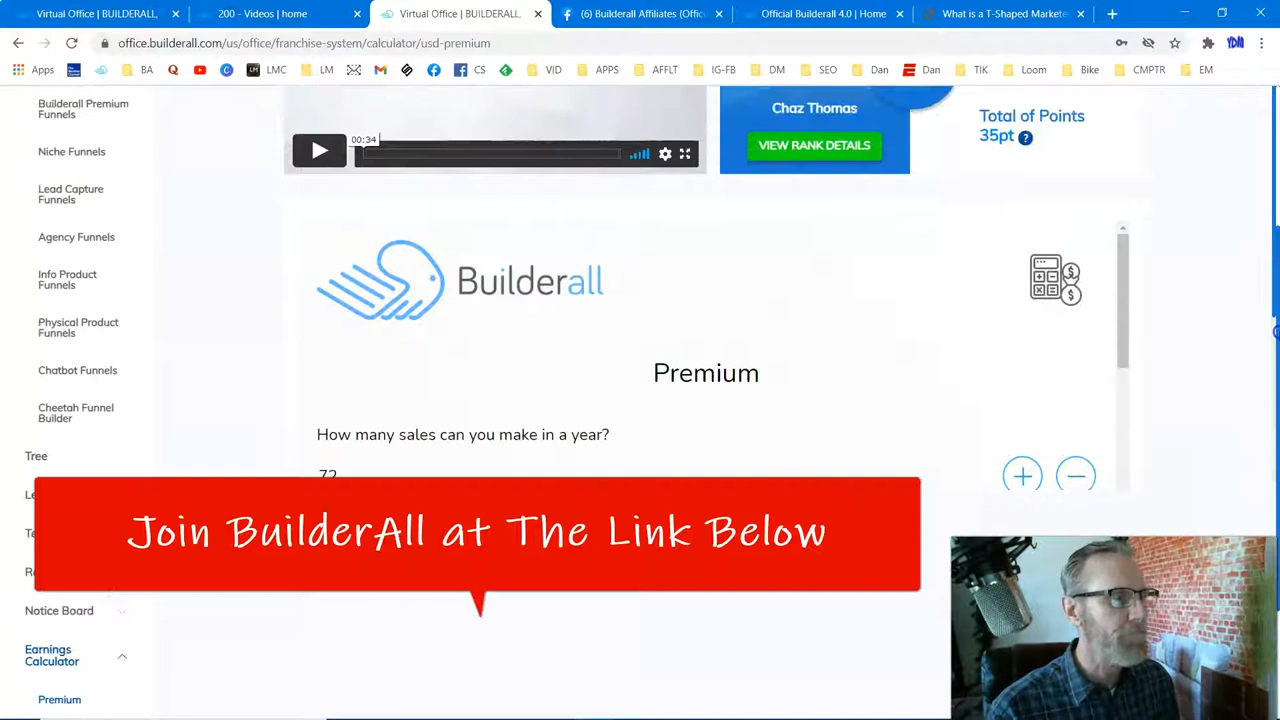 Virtual Office | BUILDERALL,
200 - Videos | home
Virtual Office | BUILDERALL,
(6) Builderall Affiliates (Offic
Official Builderall 4.0 | Home
What is a T-Shaped Markete
office.builderall.com/us/office/franchise-system/calculator/usd-premium
Apps
BA
LMC
LM
CS
VID
APPS
AFFLT
IG-FB
DM
SEO
Dan
Dan
TIK
Loom
Bike
CMPTR
EM
Builderall Premium
Funnels
Niche Funnels
Lead Capture
Funnels
Agency Funnels
Info Product
Funnels
Physical Product
Funnels
Chatbot Funnels
Cheetah Funnel
Builder
Tree
Notice Board
Earnings
Calculator
Premium
00:34
Chaz Thomas
VIEW RANK DETAILS
Total of Points
35pt
Builderall
Premium
How many sales can you make in a year?
72
Join BuilderAll at The Link Below